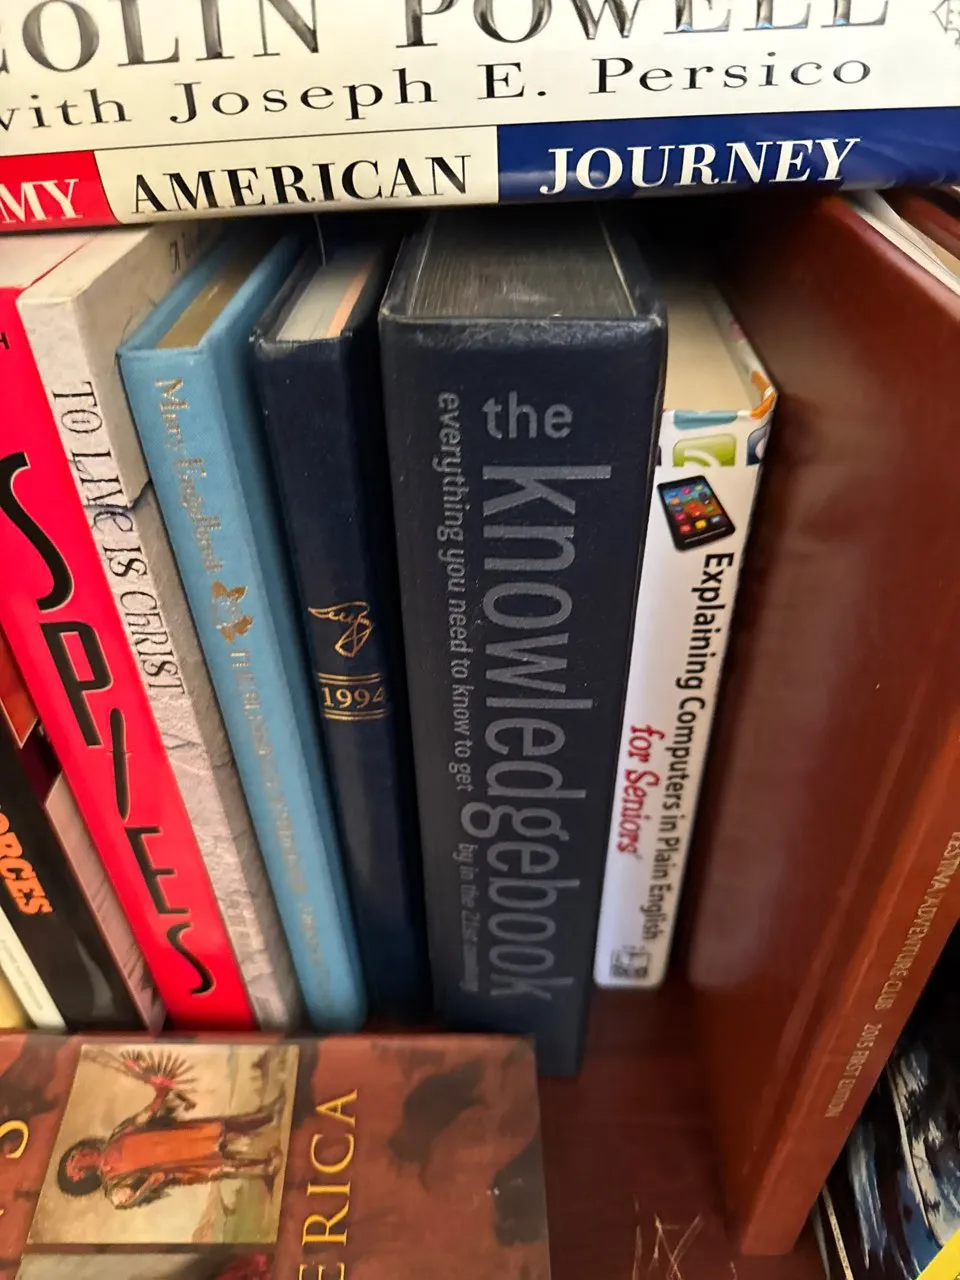 COLIN POWELL
with Joseph E. Persico
MY AMERICAN JOURNEY
SPIES
TO LIVE IS CHRIST
1994
the knowledgebook
everything you need to know to get by in the 21st century
Explaining Computers in Plain English
for Seniors
FORCES
ERICA
ADVENTURE CLUB 2015 FIRST EDITION